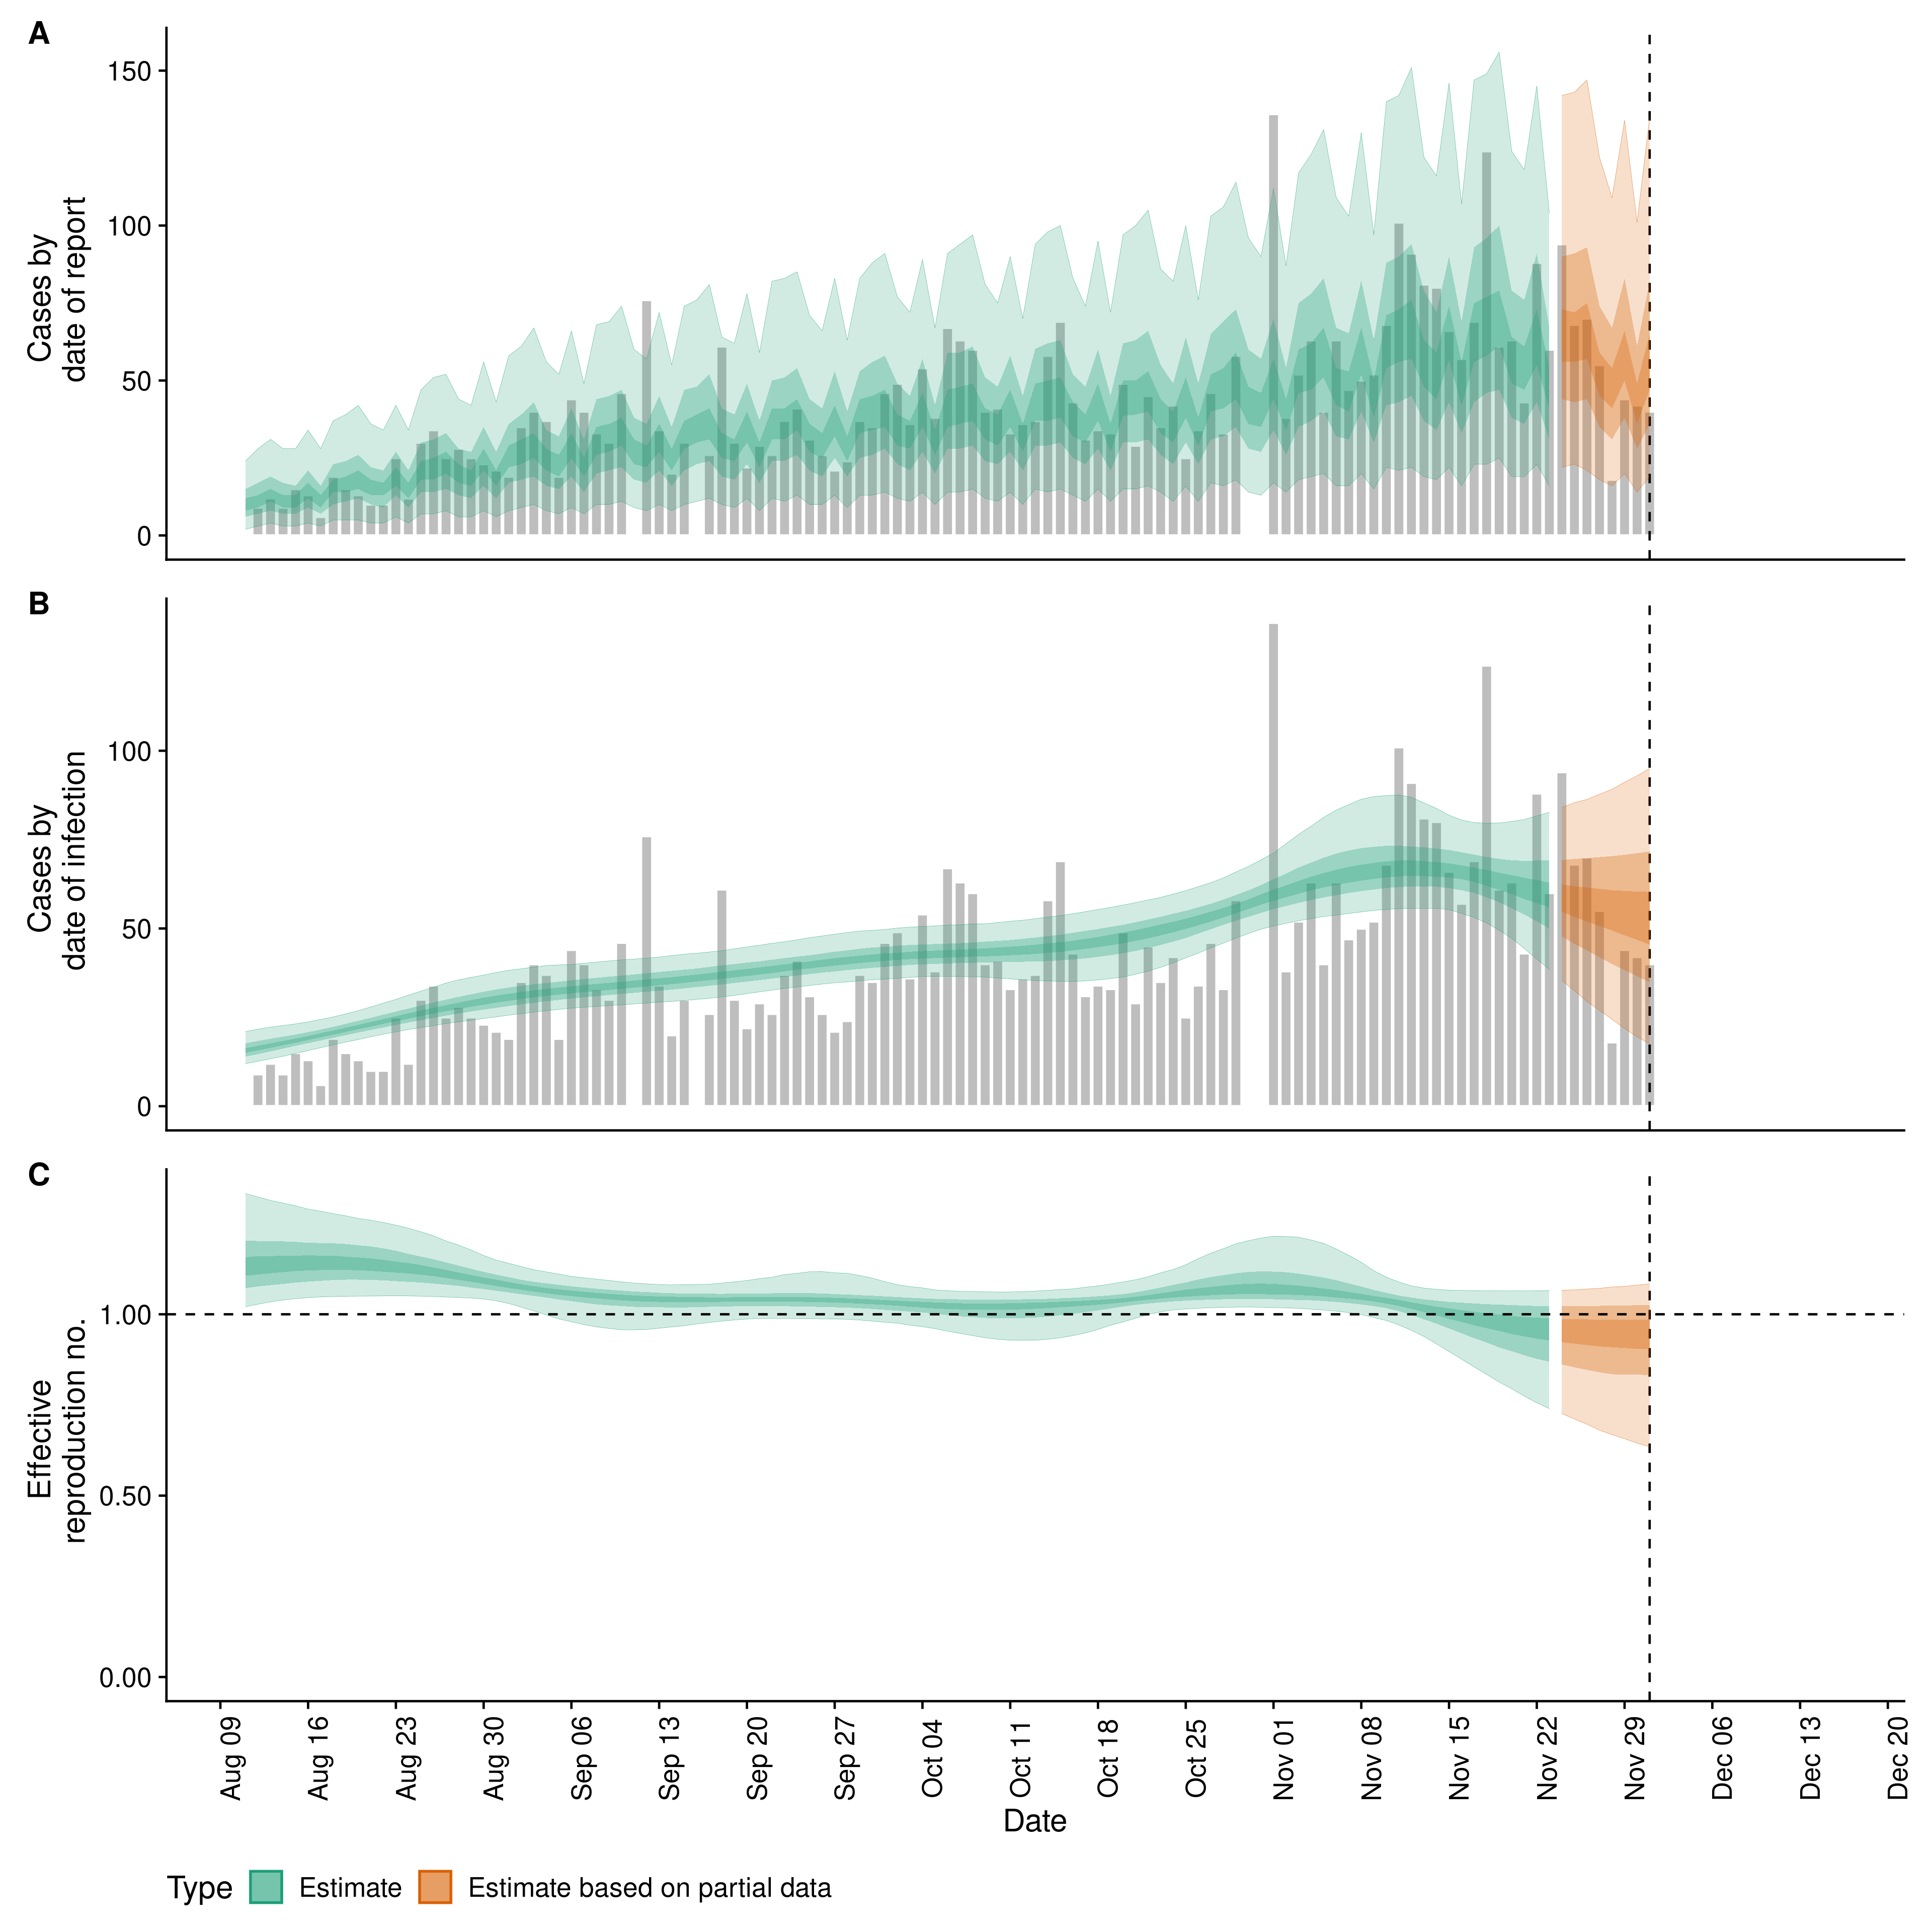 A
Cases by
date of report
150
100
50
0
B
Cases by
date of infection
100
50
0
C
Effective
reproduction no.
1.00
0.50
0.00
Aug 09
Aug 16
Aug 23
Aug 30
Sep 06
Sep 13
Sep 20
Sep 27
Oct 04
Oct 11
Oct 18
Oct 25
Nov 01
Nov 08
Nov 15
Nov 22
Nov 29
Dec 06
Dec 13
Dec 20
Date
Type Estimate Estimate based on partial data